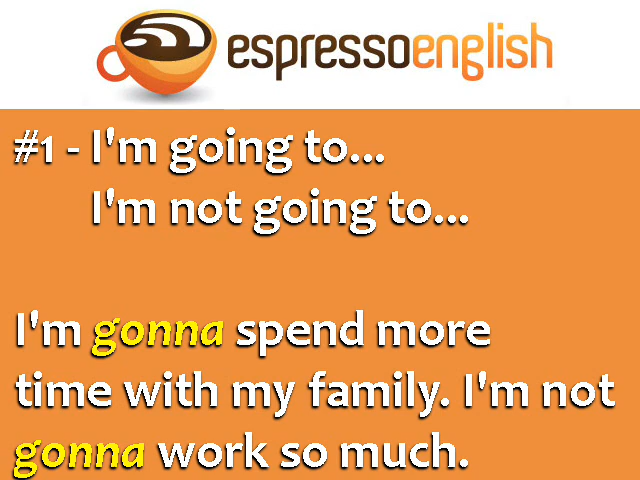 espressoenglish
#1 - I'm going to...
I'm not going to...
I'm gonna spend more
time with my family. I'm not
gonna work so much.